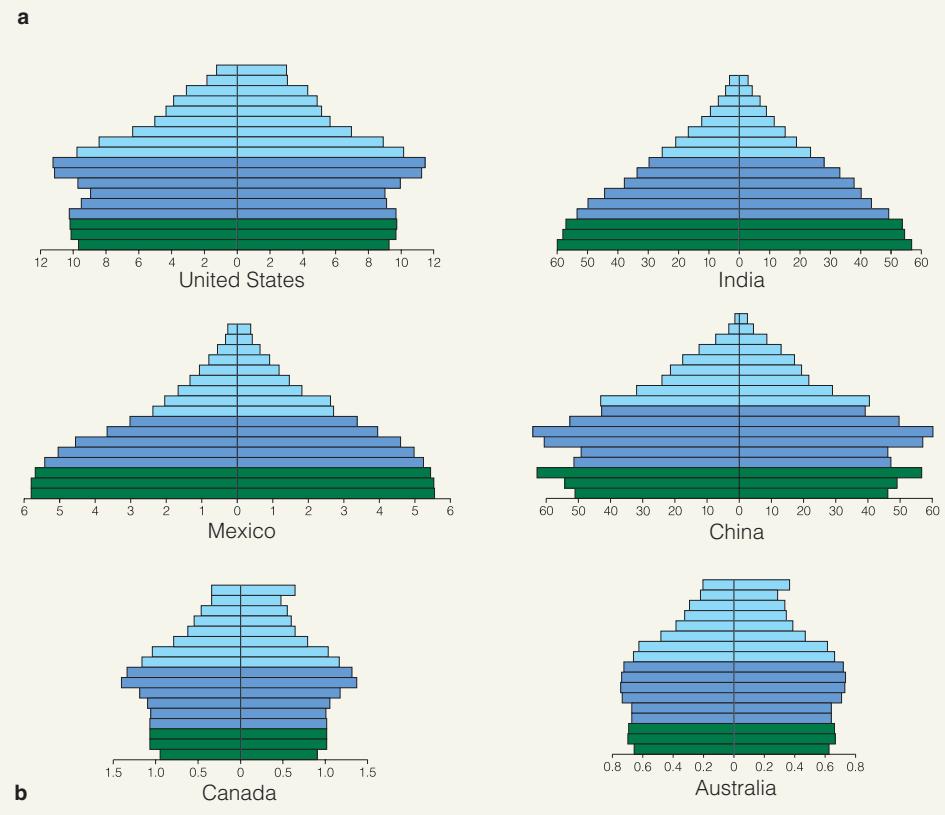 a
12 10 8 6 4 2 0 2 4 6 8 10 12
United States
60 50 40 30 20 10 0 10 20 30 40 50 60
India
6 5 4 3 2 1 0 1 2 3 4 5 6
Mexico
60 50 40 30 20 10 0 10 20 30 40 50 60
China
1.5 1.0 0.5 0 0.5 1.0 1.5
Canada
0.8 0.6 0.4 0.2 0 0.2 0.4 0.6 0.8
Australia
b